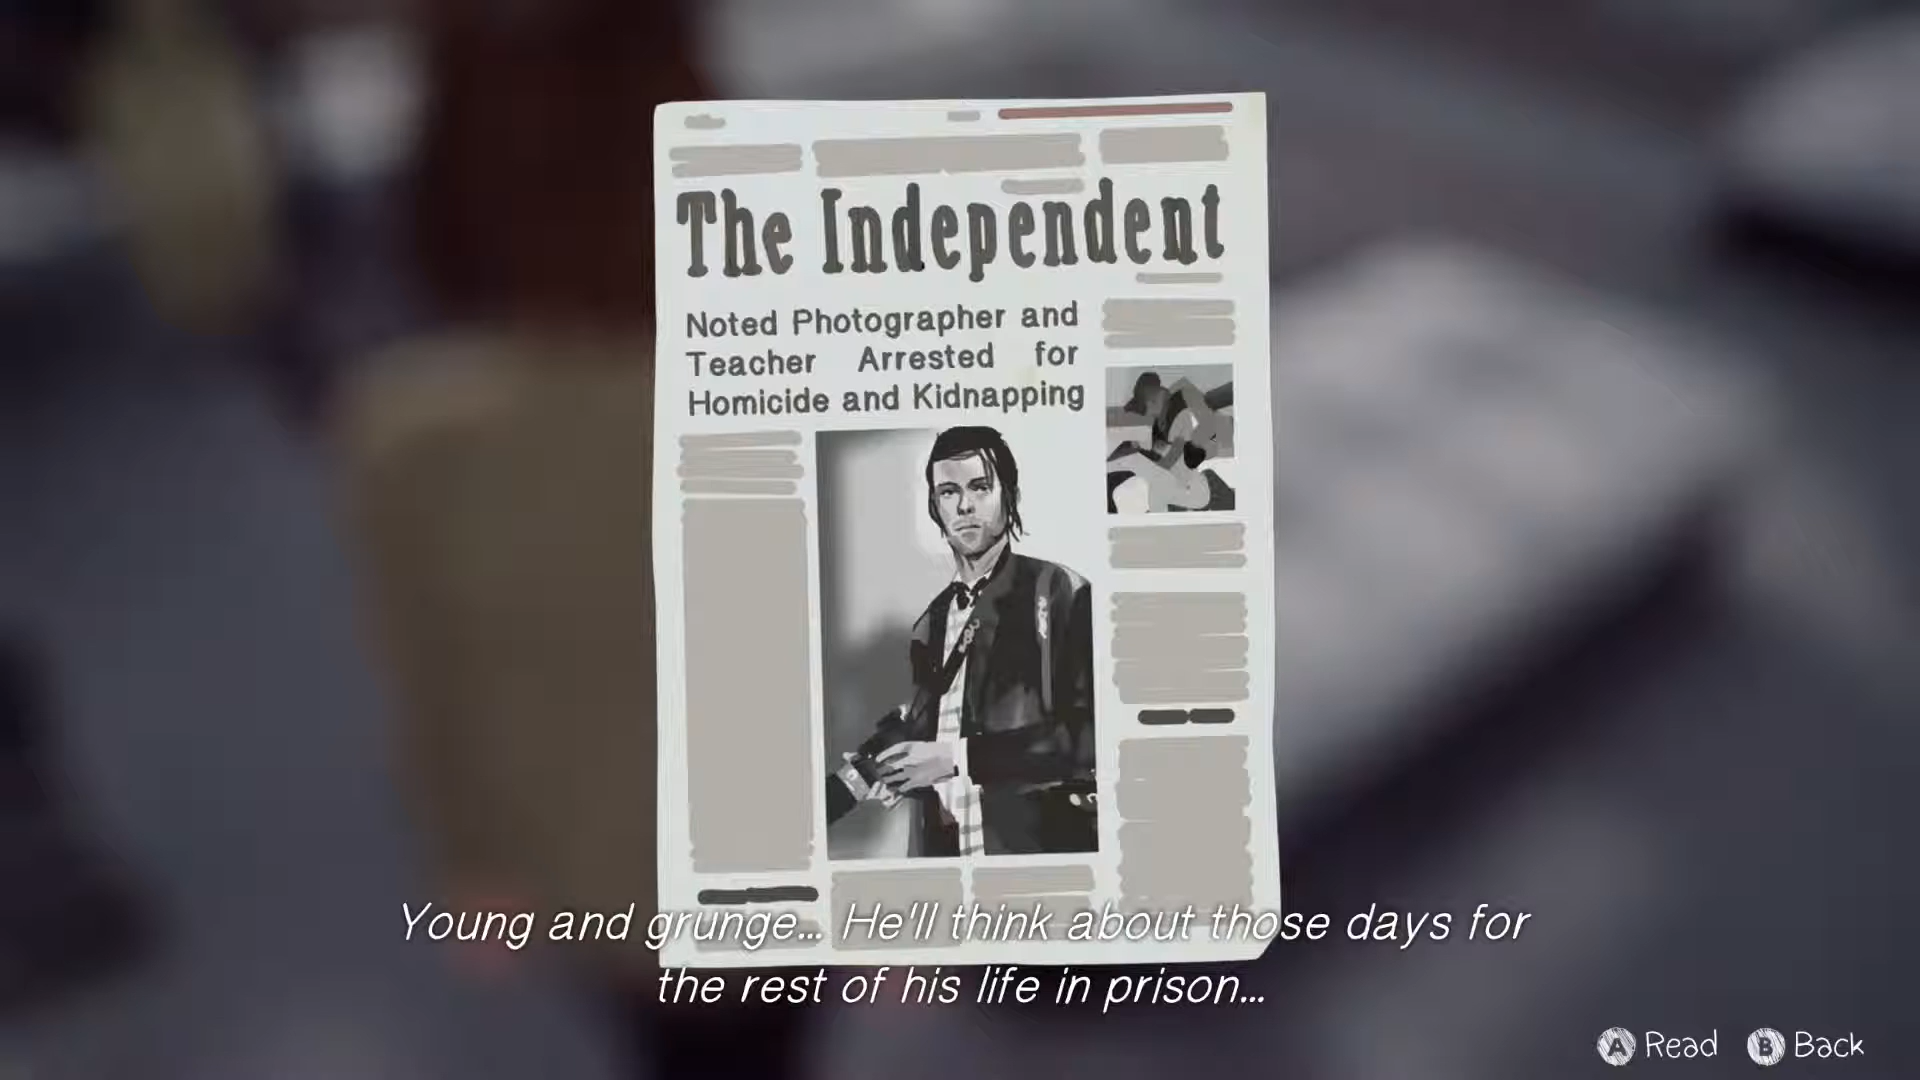 The Independent
Noted Photographer and
Teacher Arrested for
Homicide and Kidnapping
Young and grunge... He'll think about those days for
the rest of his life in prison...
A Read B Back